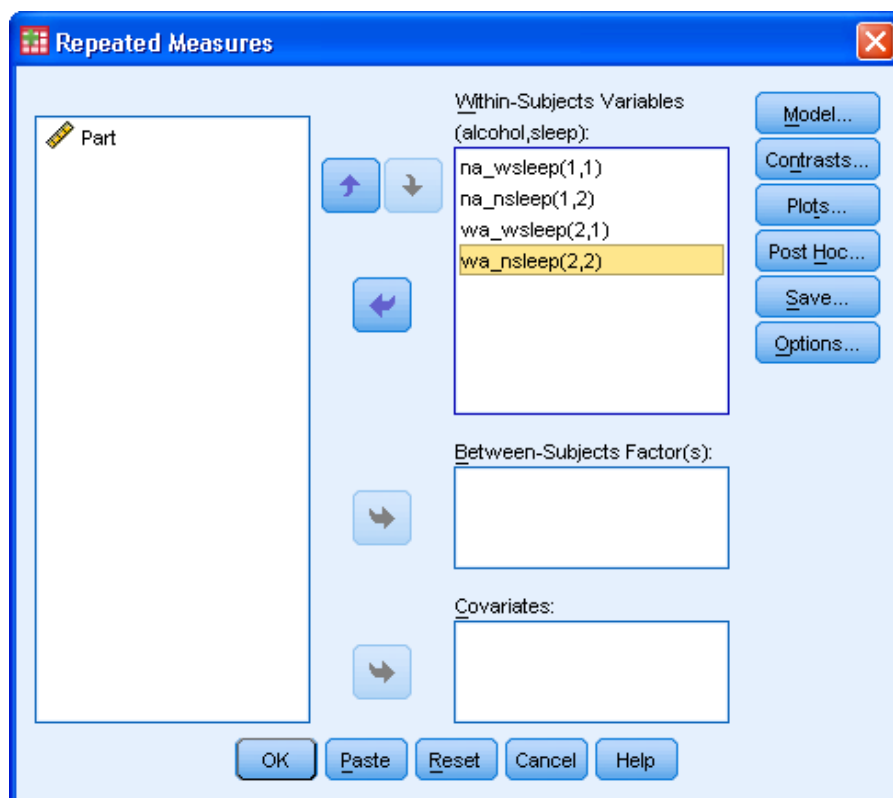 Repeated Measures
Part
Within-Subjects Variables
(alcohol,sleep):
na_wsleep(1,1)
na_nsleep(1,2)
wa_wsleep(2,1)
wa_nsleep(2,2)
Between-Subjects Factor(s):
Covariates:
Model...
Contrasts...
Plots...
Post Hoc...
Save...
Options...
OK
Paste
Reset
Cancel
Help